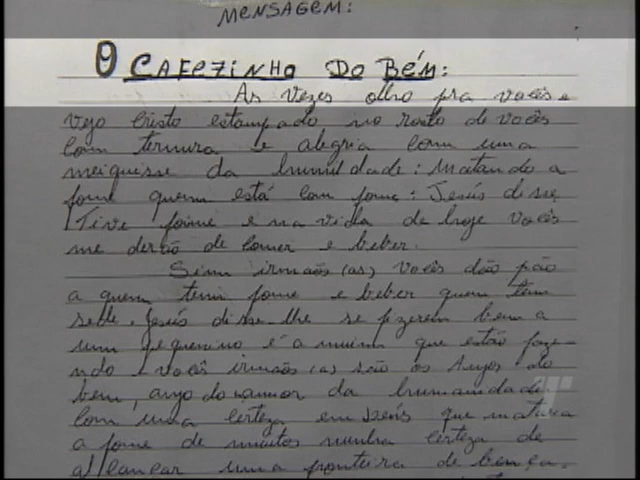 MENSAGEM:
O CAFEZINHO DO BÉM:
As vezes olho pra vocês e
vejo Cristo estampado no rosto de vocês
com ternura e alegria com uma
meiguisse da humildade: Matando a
fome quem está com fome: Jesús disse
Tive fome e na vida de hoje vocês
me derão de comer e beber.
Sim irmãos (as) vocês dão pão
a quem tem fome e beber quem tem
sede. Jesús disse-lhe se fizerem bem a
um pequenino é a mim que estão faze-
ndo e vocês irmãos (as) são os Anjos do
bem, anjo do amor da humanidade
com uma certeza em Jesús que matara
a fome de muitos numa certeza de
alcançar uma fronteira de bença.